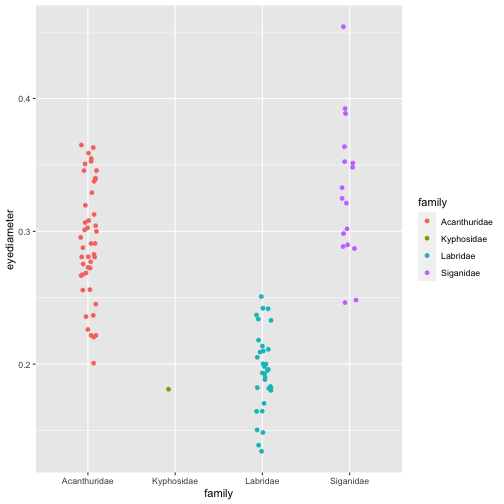 0.4
0.3
0.2
eyediameter
Acanthuridae Kyphosidae Labridae Siganidae
family
family
Acanthuridae
Kyphosidae
Labridae
Siganidae